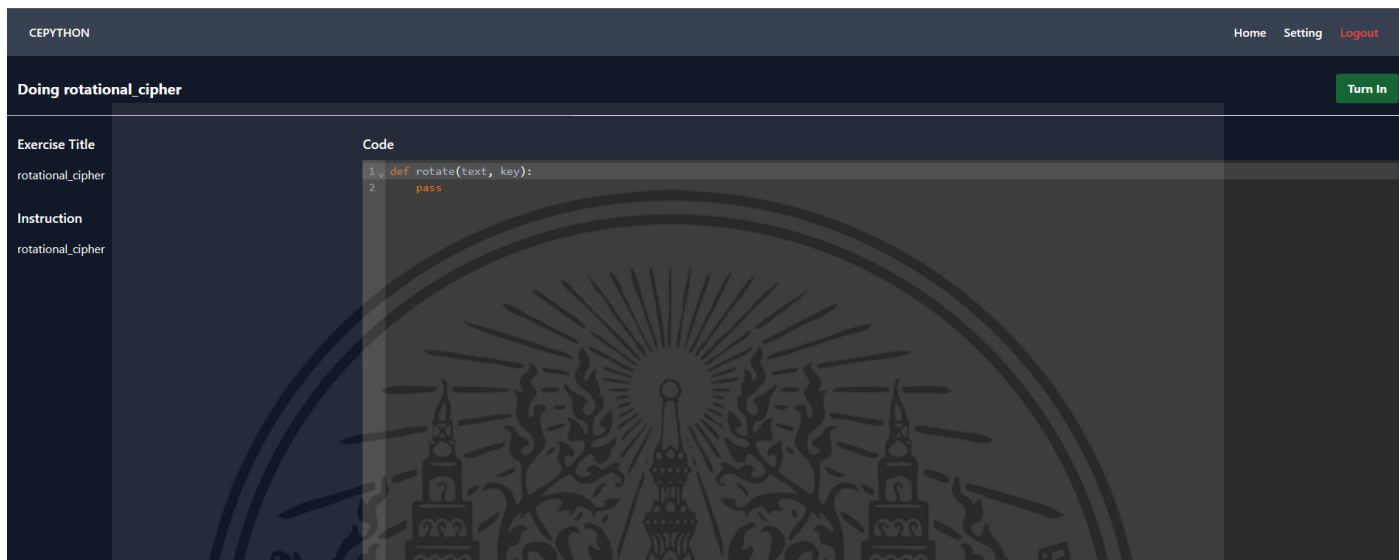 CEPYTHON
Home Setting Logout
Doing rotational_cipher
Turn In
Exercise Title
rotational_cipher
Instruction
rotational_cipher
Code
1 def rotate(text, key):
2 pass